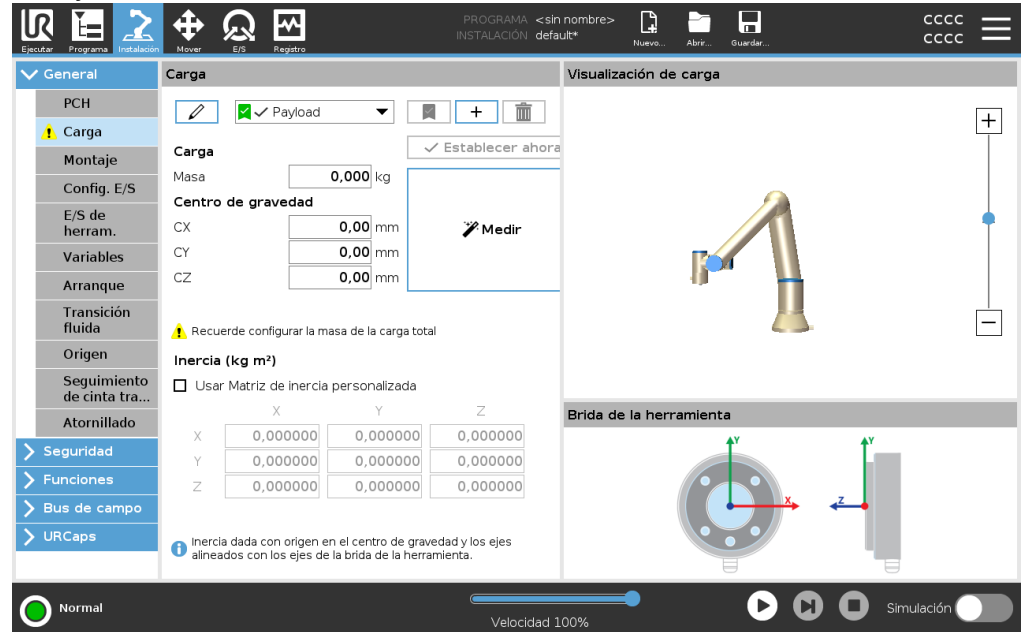 UR
PROGRAMA <sin nombre>
INSTALACIÓN default*
CCCC
CCCC
Ejecutar Programa Instalación Mover E/S Registro
Nuevo... Abrir... Guardar...
General
PCH
Carga
Montaje
Config. E/S
E/S de
herram.
Variables
Arranque
Transición
fluida
Origen
Seguimiento
de cinta tra...
Atornillado
Seguridad
Funciones
Bus de campo
URCaps
Carga
Payload
Establecer ahora
Carga
Masa 0,000 kg
Centro de gravedad
CX 0,00 mm
CY 0,00 mm
CZ 0,00 mm
Medir
Recuerde configurar la masa de la carga total
Inercia (kg m²)
Usar Matriz de inercia personalizada
X Y Z
X 0,000000 0,000000 0,000000
Y 0,000000 0,000000 0,000000
Z 0,000000 0,000000 0,000000
Inercia dada con origen en el centro de gravedad y los ejes
alineados con los ejes de la brida de la herramienta.
Visualización de carga
Brida de la herramienta
Y Y
X Z
Normal
Velocidad 100%
Simulación